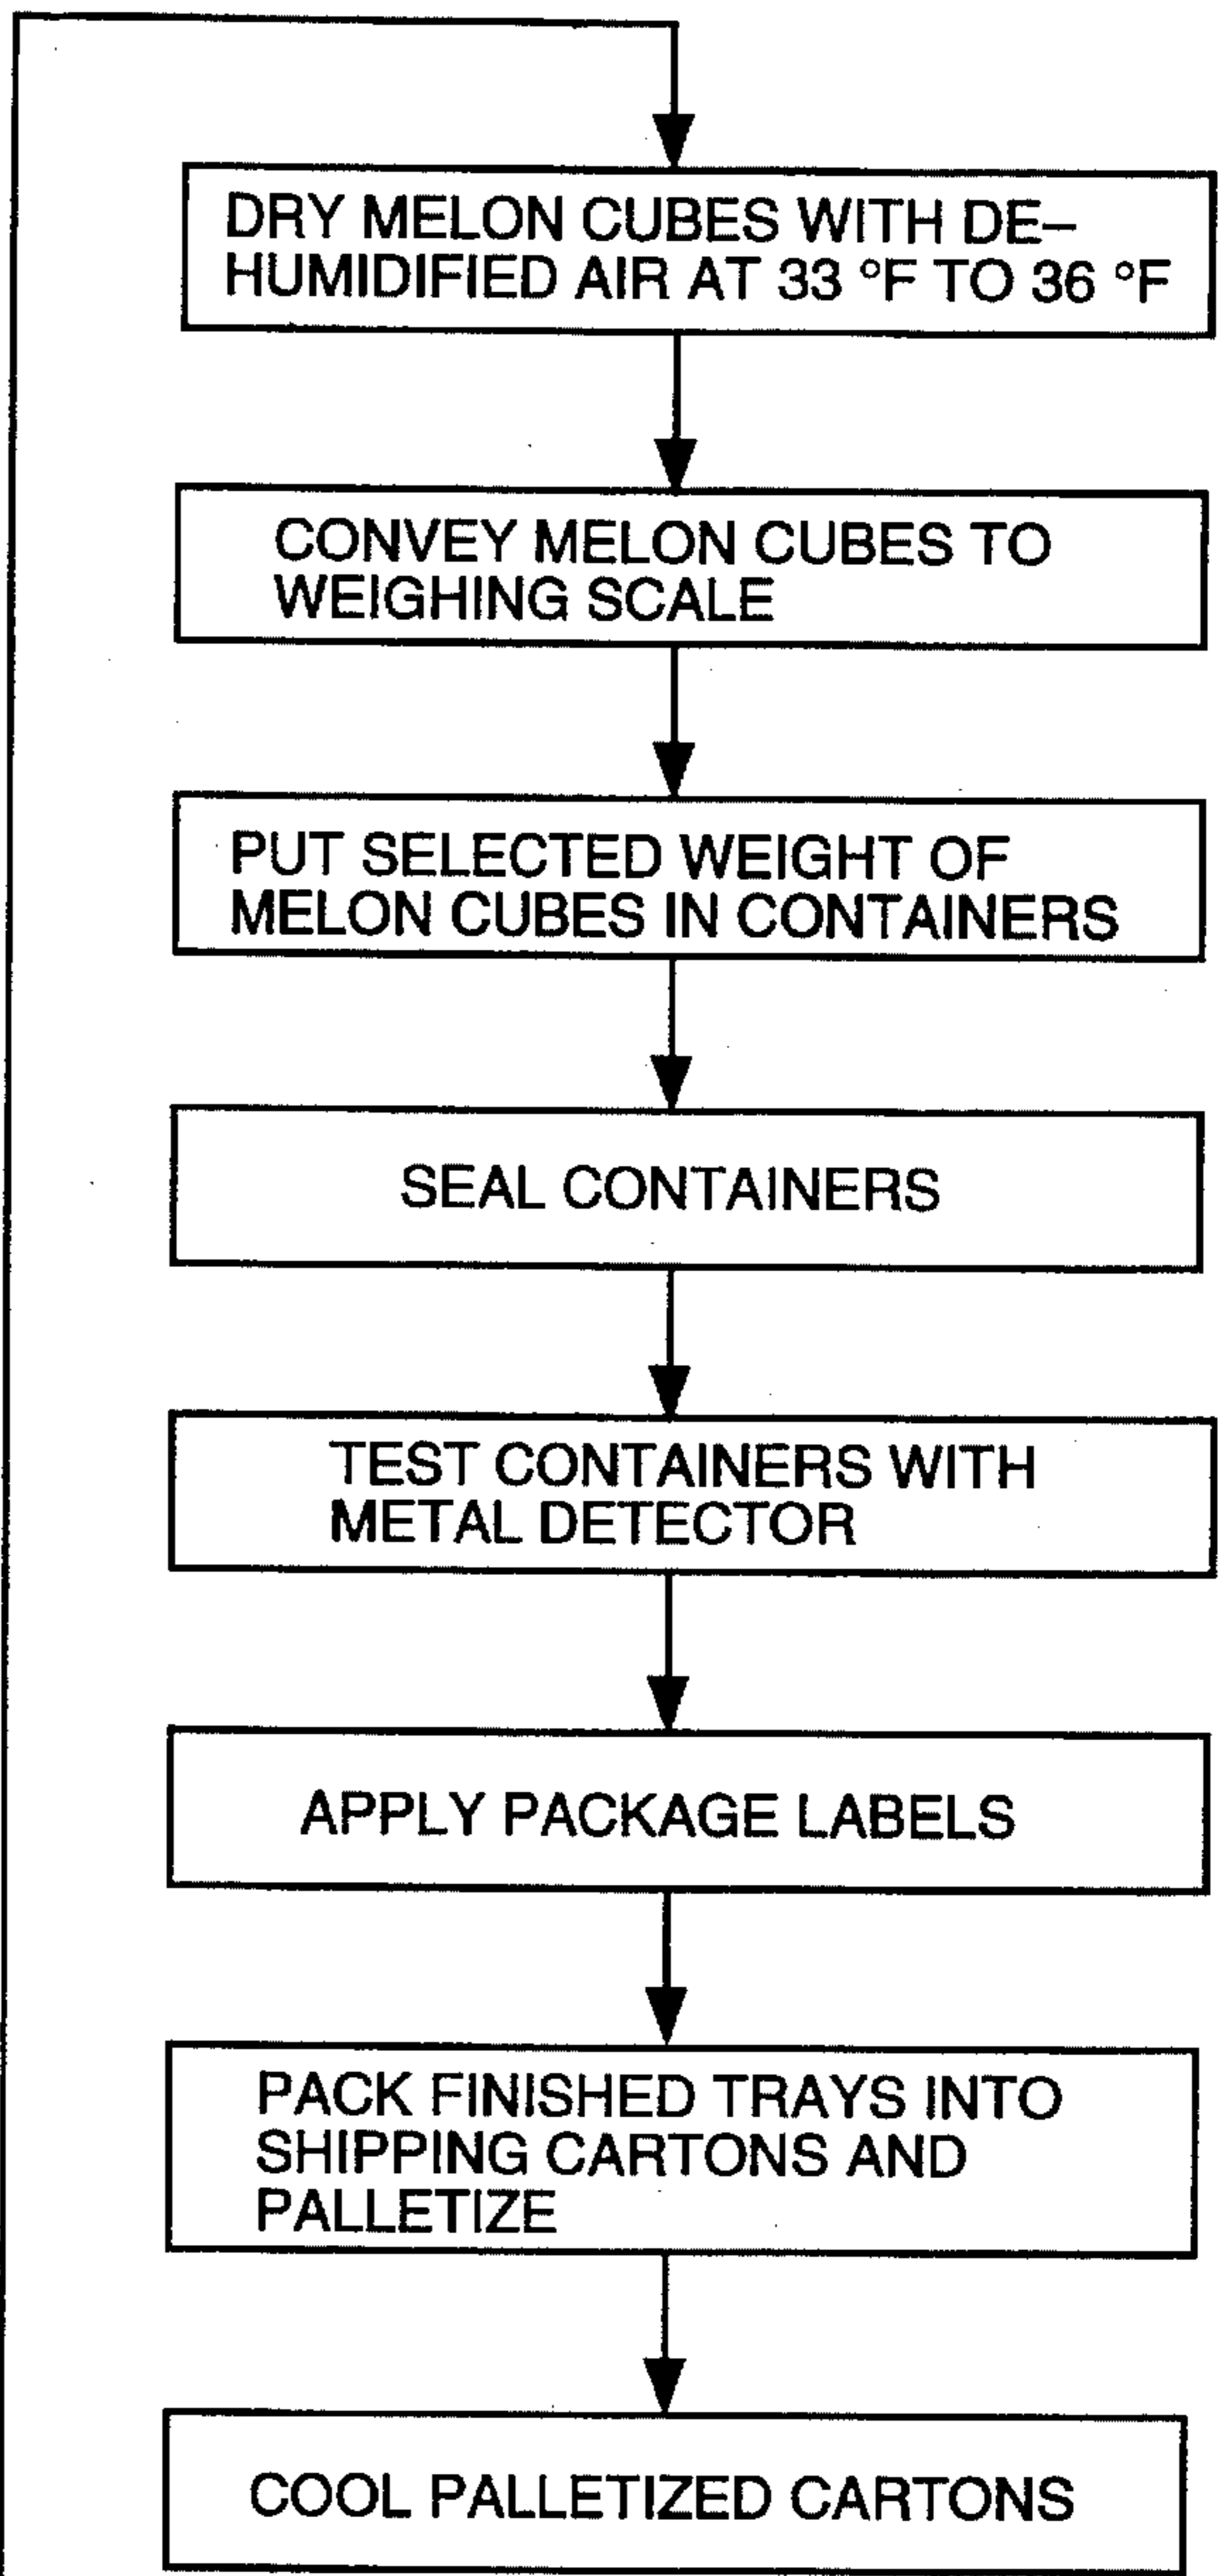 DRY MELON CUBES WITH DE–
HUMIDIFIED AIR AT 33 °F TO 36 °F
CONVEY MELON CUBES TO
WEIGHING SCALE
PUT SELECTED WEIGHT OF
MELON CUBES IN CONTAINERS
SEAL CONTAINERS
TEST CONTAINERS WITH
METAL DETECTOR
APPLY PACKAGE LABELS
PACK FINISHED TRAYS INTO
SHIPPING CARTONS AND
PALLETIZE
COOL PALLETIZED CARTONS